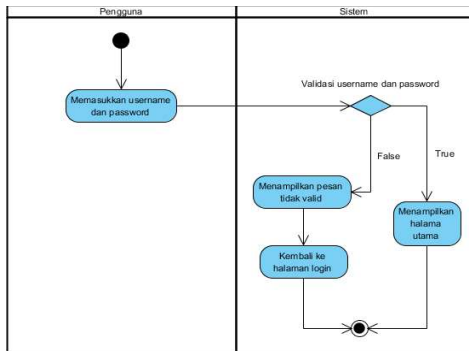 Pengguna
Sistem
Validasi username dan password
Memasukkan username
dan password
False
True
Menampilkan pesan
tidak valid
Menampilkan
halama
utama
Kembali ke
halaman login